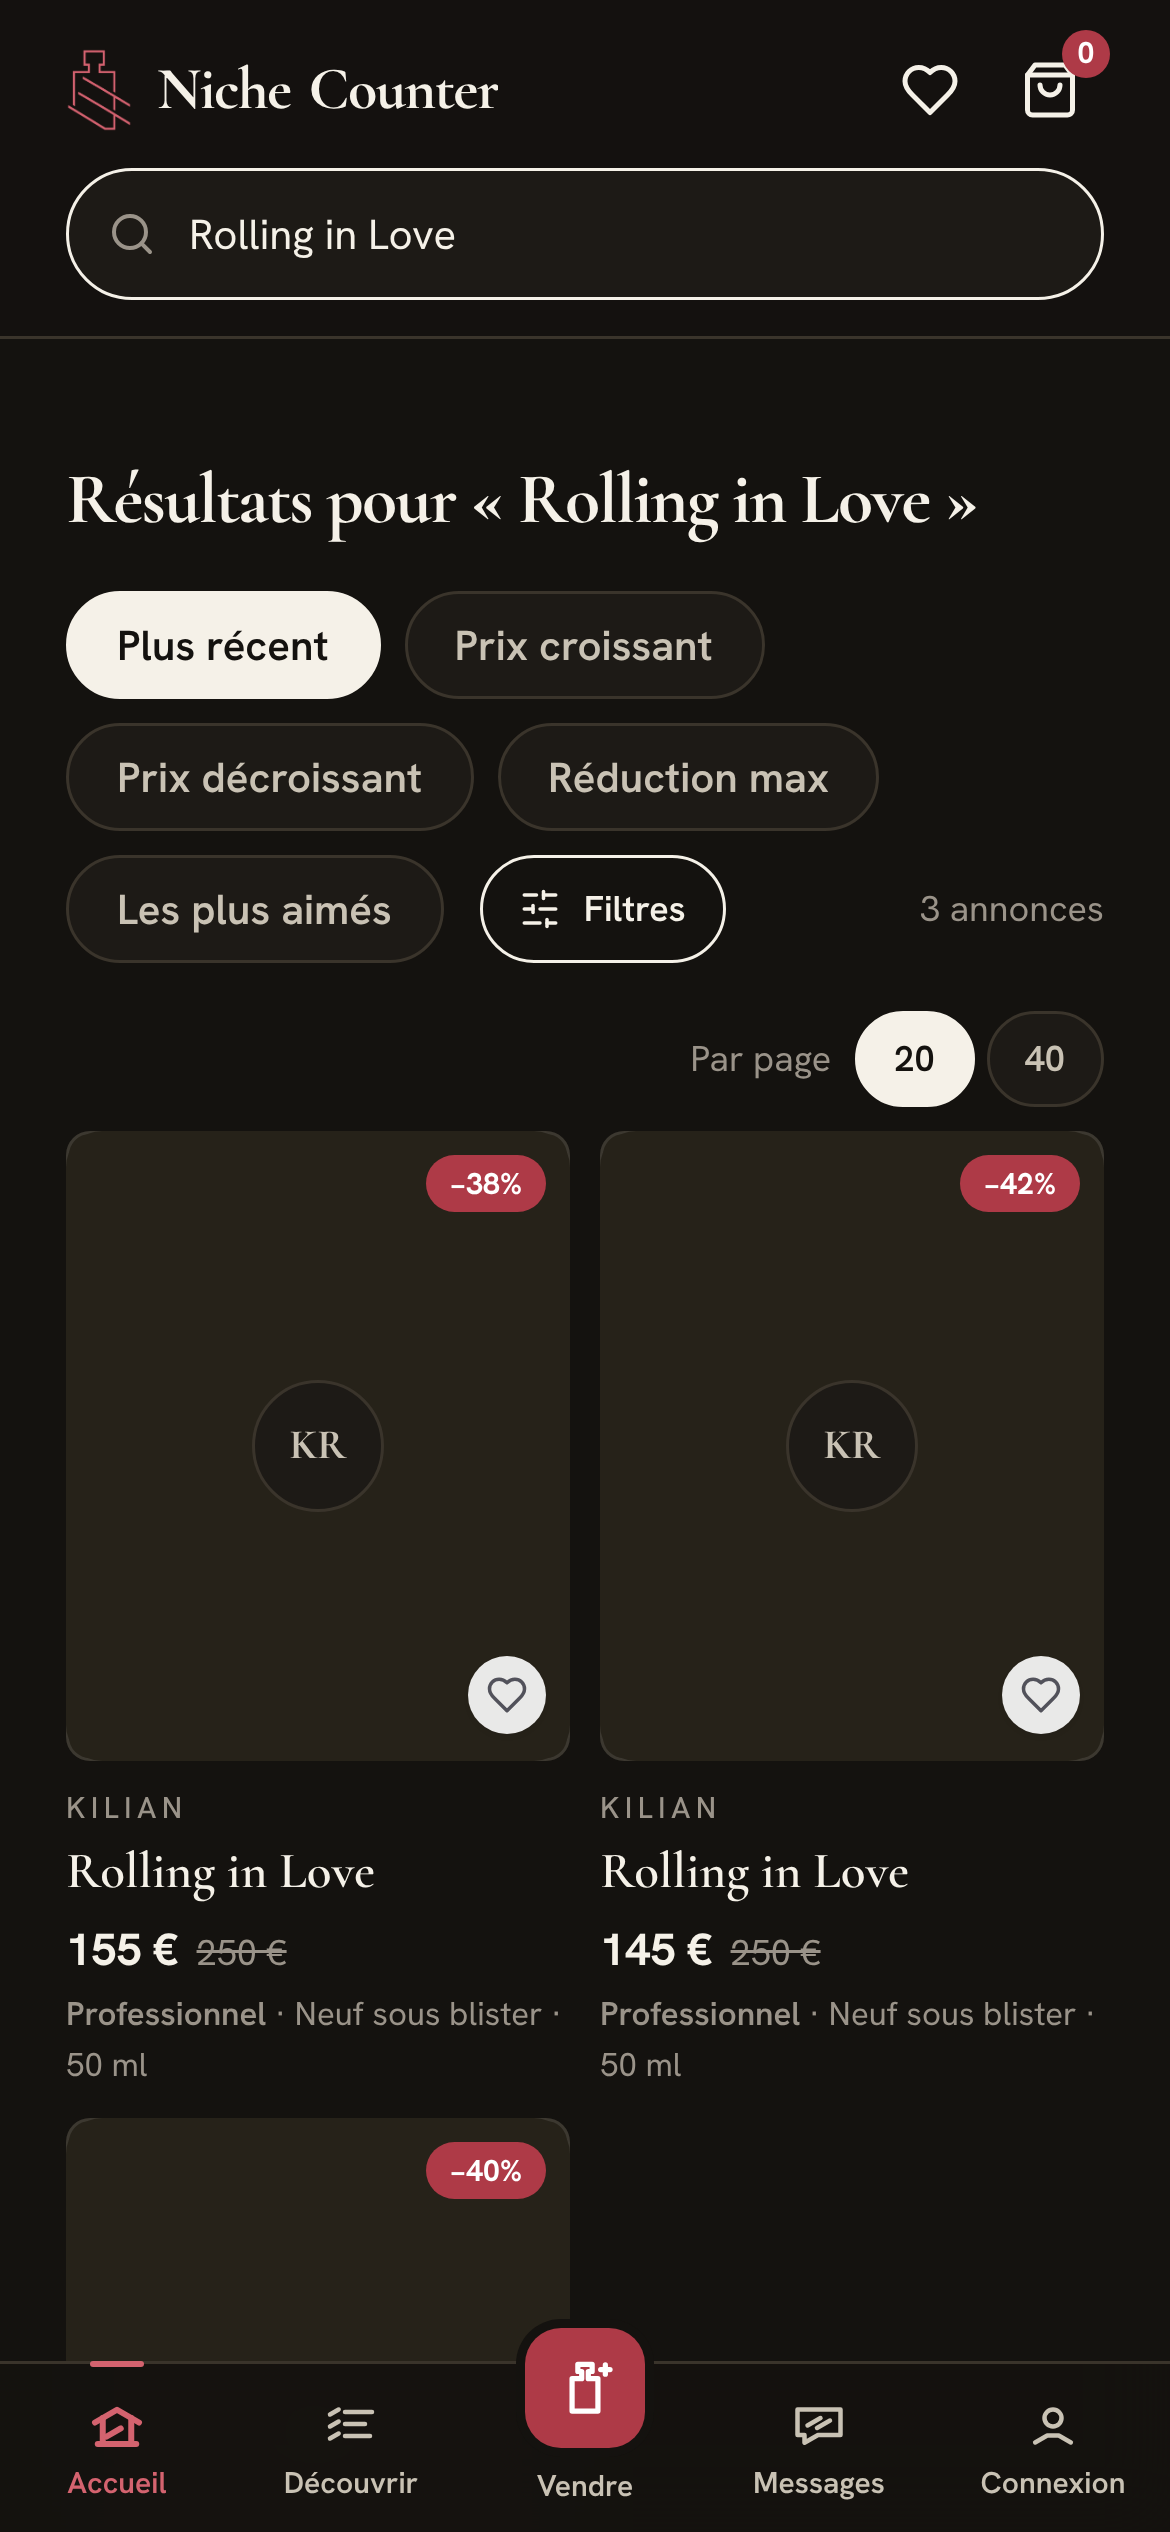 Niche Counter
0
Rolling in Love
Résultats pour « Rolling in Love »
Plus récent
Prix croissant
Prix décroissant
Réduction max
Les plus aimés
Filtres
3 annonces
Par page
20
40
–38%
KR
KILIAN
Rolling in Love
155 € 250 €
Professionnel · Neuf sous blister ·
50 ml
–42%
KR
KILIAN
Rolling in Love
145 € 250 €
Professionnel · Neuf sous blister ·
50 ml
–40%
Accueil
Découvrir
Vendre
Messages
Connexion